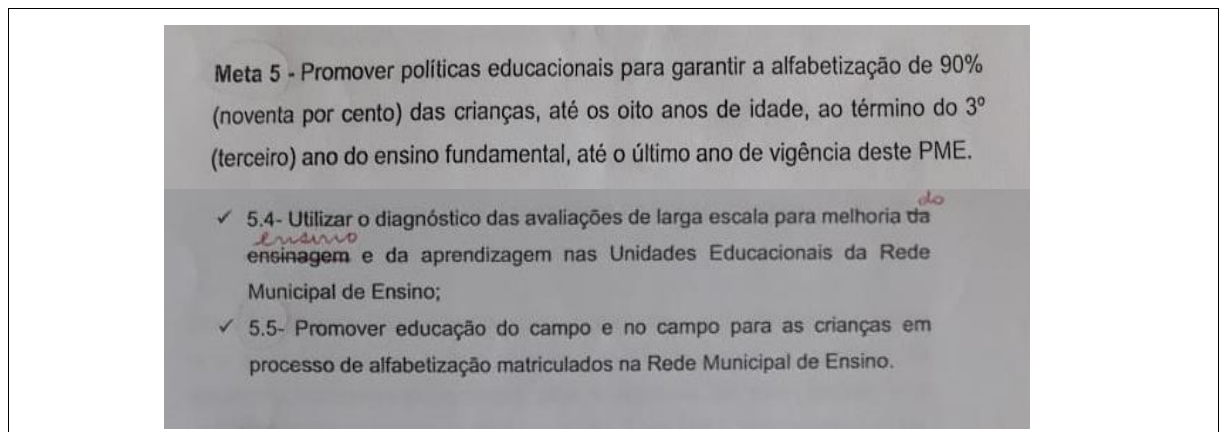 Meta 5 - Promover políticas educacionais para garantir a alfabetização de 90%
(noventa por cento) das crianças, até os oito anos de idade, ao término do 3º
(terceiro) ano do ensino fundamental, até o último ano de vigência deste PME.
do
✓ 5.4- Utilizar o diagnóstico das avaliações de larga escala para melhoria da
ensino
ensinagem e da aprendizagem nas Unidades Educacionais da Rede
Municipal de Ensino;
✓ 5.5- Promover educação do campo e no campo para as crianças em
processo de alfabetização matriculados na Rede Municipal de Ensino.